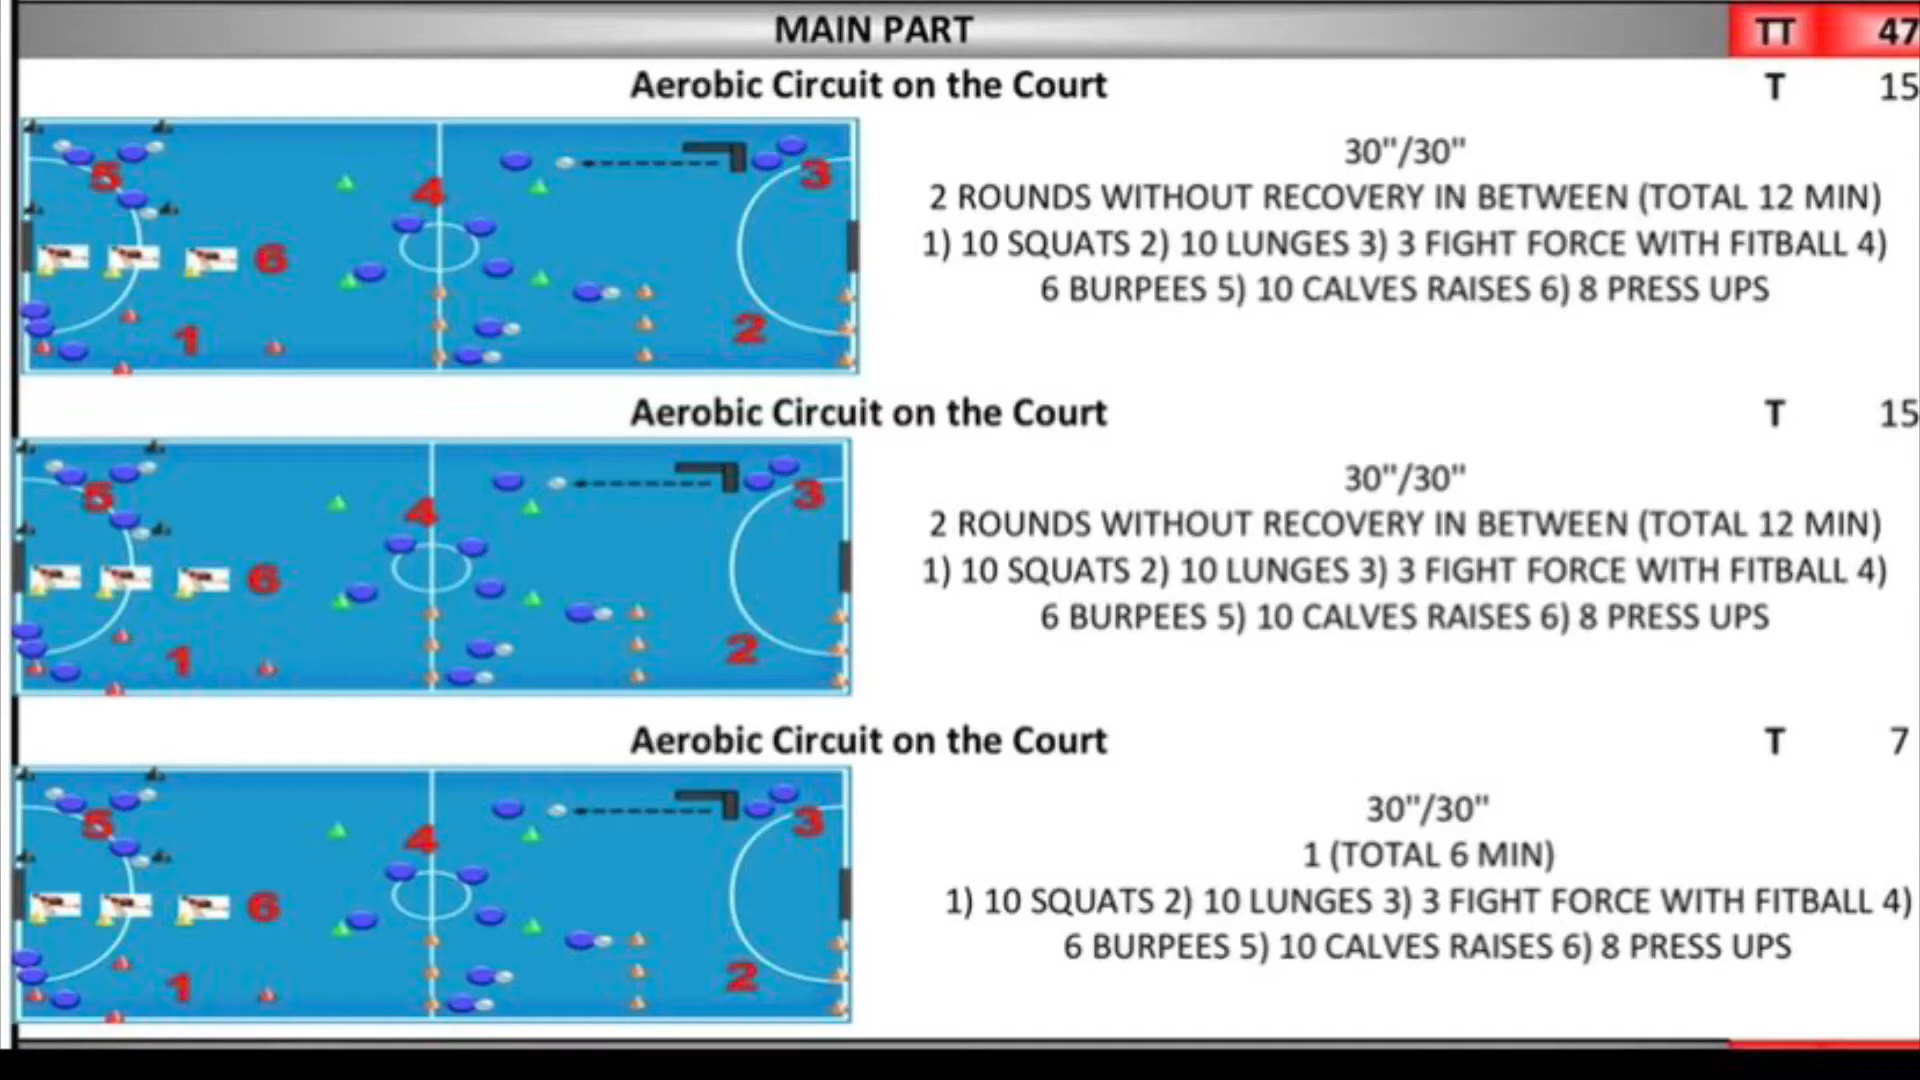 MAIN PART TT 47
Aerobic Circuit on the Court T 15
5 4 3 6 1 2
30"/30"
2 ROUNDS WITHOUT RECOVERY IN BETWEEN (TOTAL 12 MIN)
1) 10 SQUATS 2) 10 LUNGES 3) 3 FIGHT FORCE WITH FITBALL 4)
6 BURPEES 5) 10 CALVES RAISES 6) 8 PRESS UPS
Aerobic Circuit on the Court T 15
5 4 3 6 1 2
30"/30"
2 ROUNDS WITHOUT RECOVERY IN BETWEEN (TOTAL 12 MIN)
1) 10 SQUATS 2) 10 LUNGES 3) 3 FIGHT FORCE WITH FITBALL 4)
6 BURPEES 5) 10 CALVES RAISES 6) 8 PRESS UPS
Aerobic Circuit on the Court T 7
5 4 3 6 1 2
30"/30"
1 (TOTAL 6 MIN)
1) 10 SQUATS 2) 10 LUNGES 3) 3 FIGHT FORCE WITH FITBALL 4)
6 BURPEES 5) 10 CALVES RAISES 6) 8 PRESS UPS